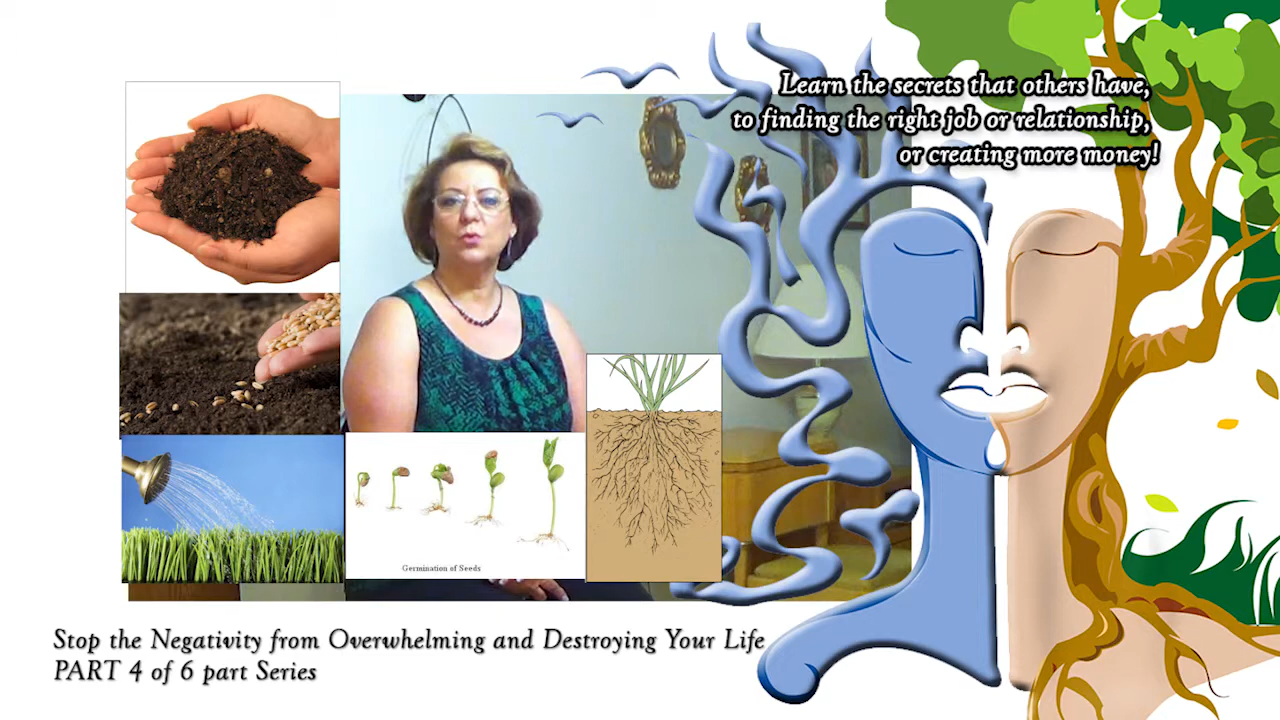 Learn the secrets that others have,
to finding the right job or relationship,
or creating more money!
Germination of Seeds
Stop the Negativity from Overwhelming and Destroying Your Life
PART 4 of 6 part Series